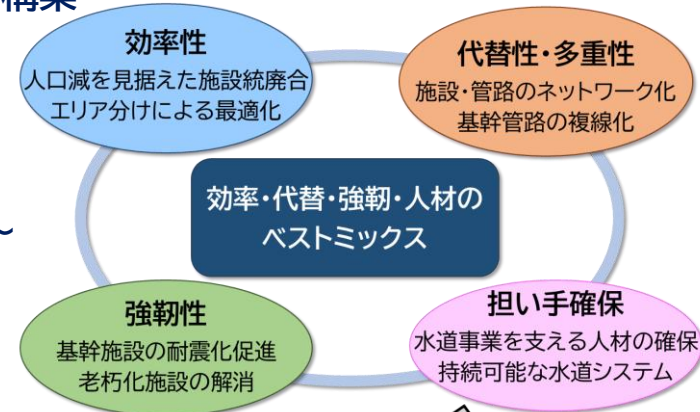 構築
効率性
人口減を見据えた施設統廃合
エリア分けによる最適化
代替性・多重性
施設・管路のネットワーク化
基幹管路の複線化
効率・代替・強靭・人材の
ベストミックス
～
強靭性
基幹施設の耐震化促進
老朽化施設の解消
担い手確保
水道事業を支える人材の確保
持続可能な水道システム